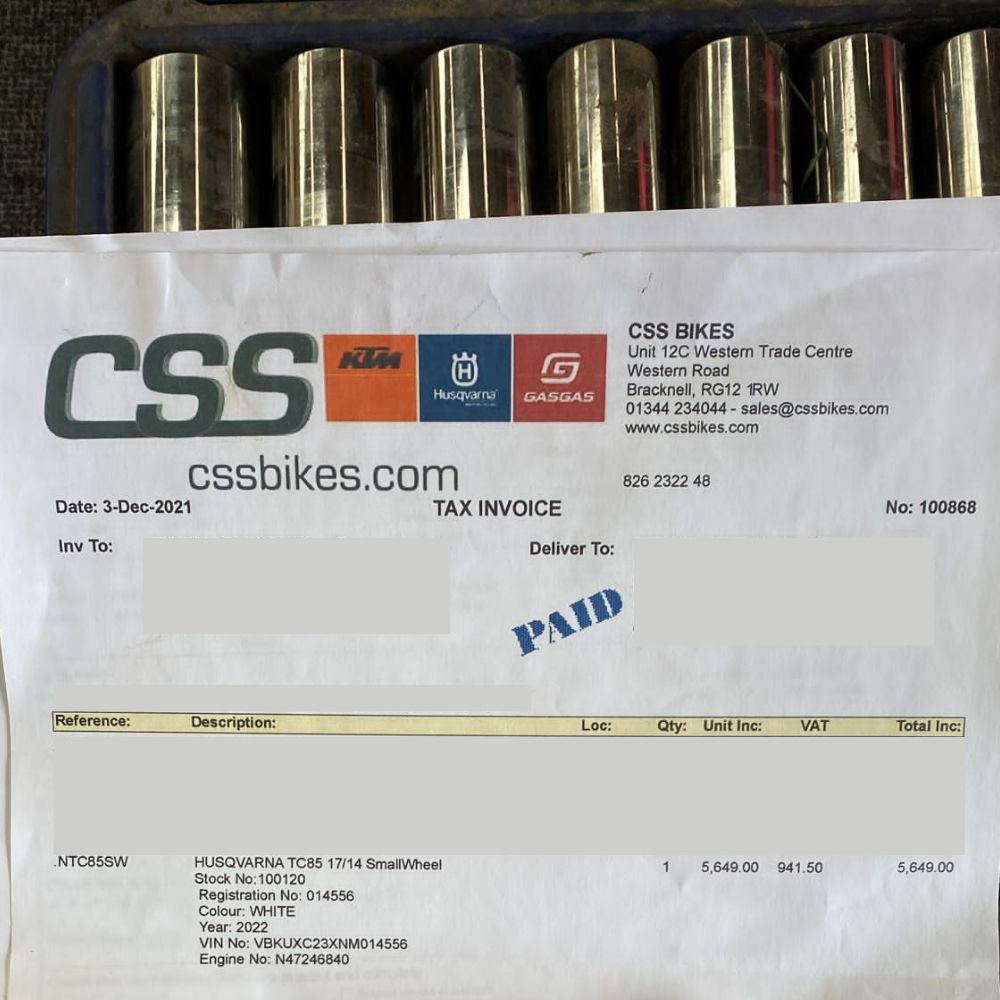 CSS
KTM
Husqvarna
GASGAS
cssbikes.com
CSS BIKES
Unit 12C Western Trade Centre
Western Road
Bracknell, RG12 1RW
01344 234044 - sales@cssbikes.com
www.cssbikes.com
826 2322 48
Date: 3-Dec-2021 TAX INVOICE No: 100868
Inv To: Deliver To:
PAID
Reference: Description: Loc: Qty: Unit Inc: VAT Total Inc:
.NTC85SW HUSQVARNA TC85 17/14 SmallWheel 1 5,649.00 941.50 5,649.00
Stock No:100120
Registration No: 014556
Colour: WHITE
Year: 2022
VIN No: VBKUXC23XNM014556
Engine No: N47246840